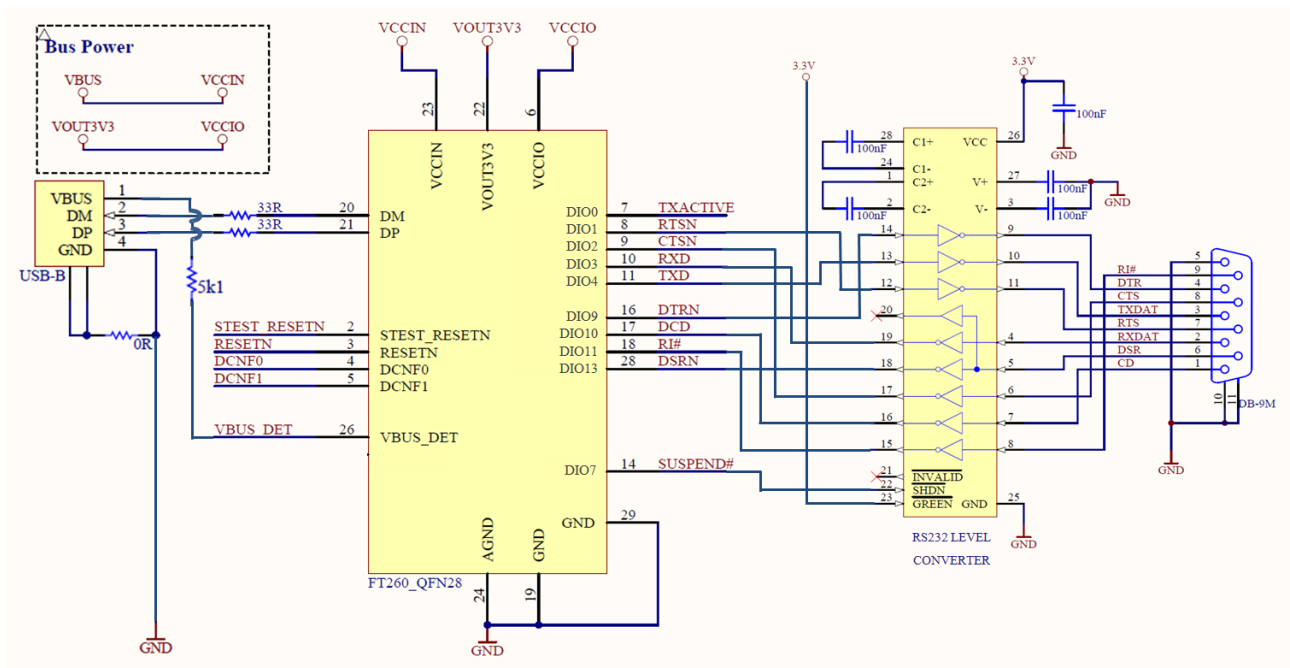 Bus Power
VBUS VCCIN
VOUT3V3 VCCIO
VCCIN VOUT3V3 VCCIO
23 22 6
VCCIN VOUT3V3 VCCIO
VBUS 1
DM 2
DP 3
GND 4
USB-B
33R
33R
5k1
0R
GND
20 DM
21 DP
STEST_RESETN 2 STEST_RESETN
RESETN 3 RESETN
DCNF0 4 DCNF0
DCNF1 5 DCNF1
VBUS_DET 26 VBUS_DET
DIO0 7 TXACTIVE
DIO1 8 RTSN
DIO2 9 CTSN
DIO3 10 RXD
DIO4 11 TXD
DIO9 16 DTRN
DIO10 17 DCD
DIO11 18 RI#
DIO13 28 DSRN
DIO7 14 SUSPEND#
GND 29
AGND GND
24 19
FT260_QFN28
GND
3.3V
3.3V
100nF
GND
100nF 28 C1+ VCC 26
24 C1-
1 C2+ V+ 27 100nF
GND
100nF 2 C2- V- 3 100nF
14 9
13 10
12 11
20
19 4
18 5
17 6
16 7
15 8
21 INVALID
22 SHDN
23 GREEN GND 25
GND
RS232 LEVEL
CONVERTER
5
RI# 9
DTR 4
CTS 8
TXDAT 3
RTS 7
RXDAT 2
DSR 6
CD 1
10 11 DB-9M
GND